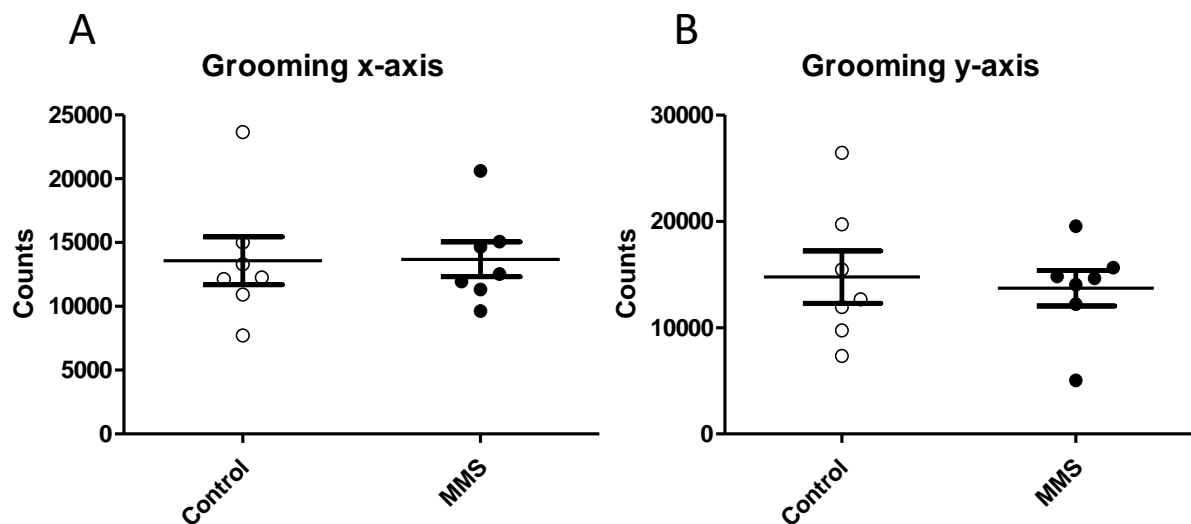 A
Grooming x-axis
25000
20000
15000
10000
5000
0
Counts
Control
MMS
B
Grooming y-axis
30000
20000
10000
0
Counts
Control
MMS